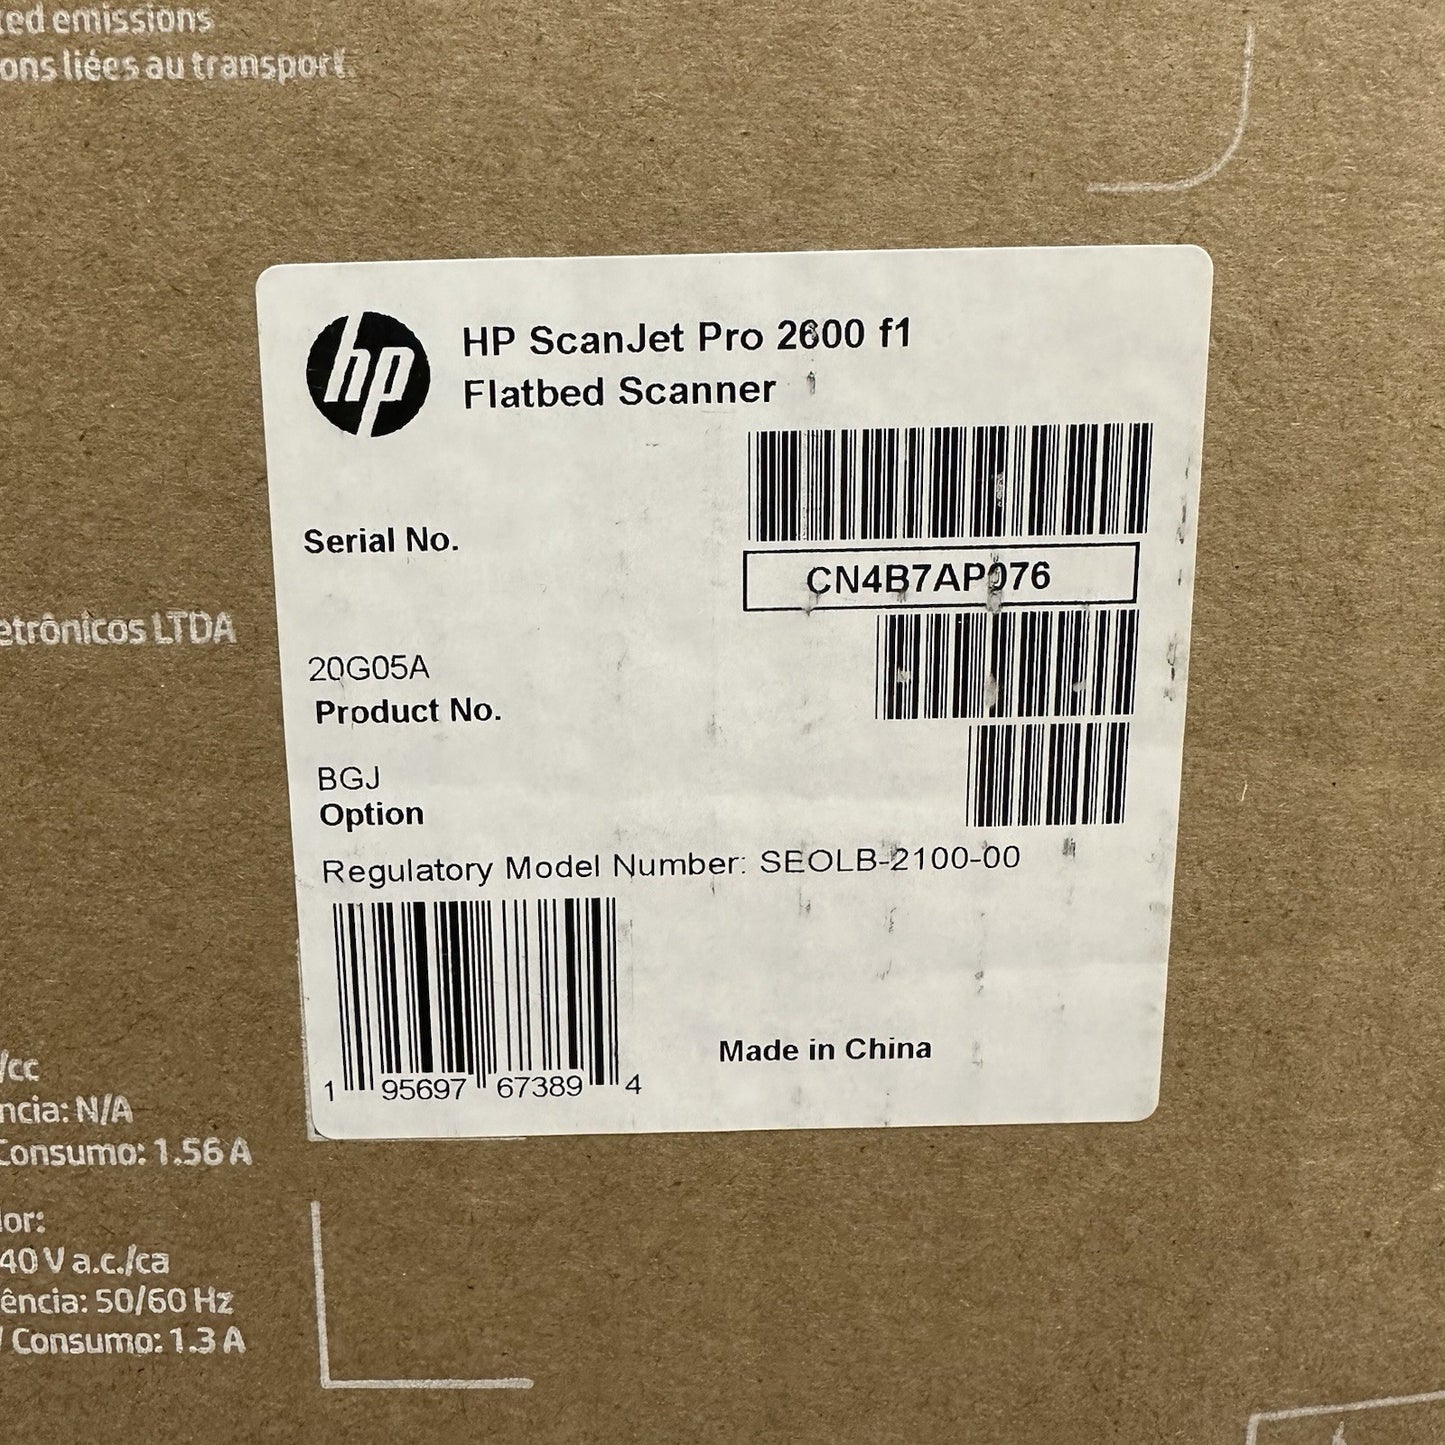 ted emissions
ons liées au transport.
hp
HP ScanJet Pro 2600 f1
Flatbed Scanner
Serial No.
CN4B7AP076
etrônicos LTDA
20G05A
Product No.
BGJ
Option
Regulatory Model Number: SEOLB-2100-00
Made in China
1 95697 67389 4
/cc
ncia: N/A
Consumo: 1.56 A
or:
40 V a.c./ca
ência: 50/60 Hz
/ Consumo: 1.3 A